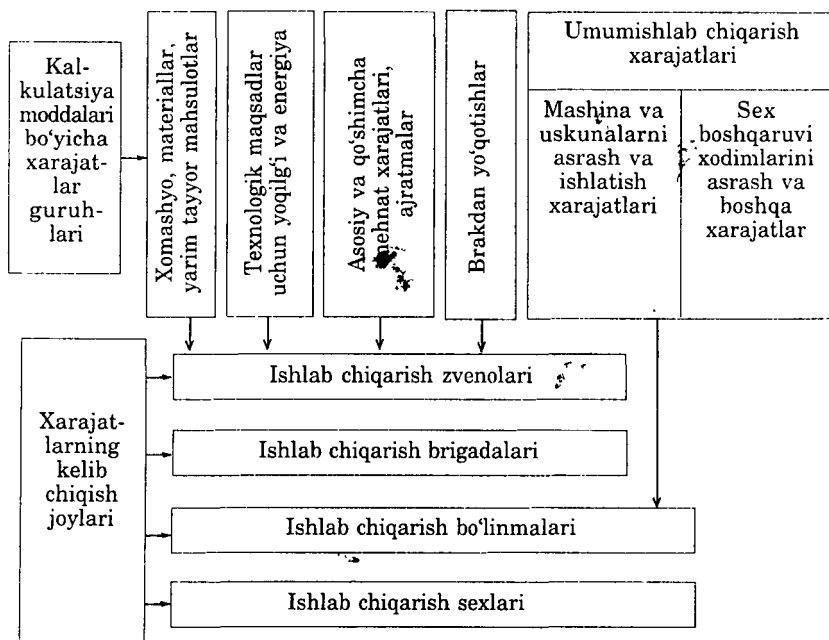 Kal-
kulatsiya
moddalari
bo‘yicha
xarajat-
lar
guruh-
lari
Xomashyo, materiallar,
yarim tayyor mahsulotlar
Texnologik maqsadlar
uchun yoqilg‘i va energiya
Asosiy va qo‘shimcha
mehnat xarajatlari,
ajratmalar
Brakdan yo‘qotishlar
Umumishlab chiqarish
xarajatlari
Mashina va
uskunalarni
asrash va
ishlatish
xarajatlari
Sex
boshqaruvi
xodimlarini
asrash va
boshqa
xarajatlar
Xarajat-
larning
kelib
chiqish
joylari
Ishlab chiqarish zvenolari
Ishlab chiqarish brigadalari
Ishlab chiqarish bo‘linmalari
Ishlab chiqarish sexlari